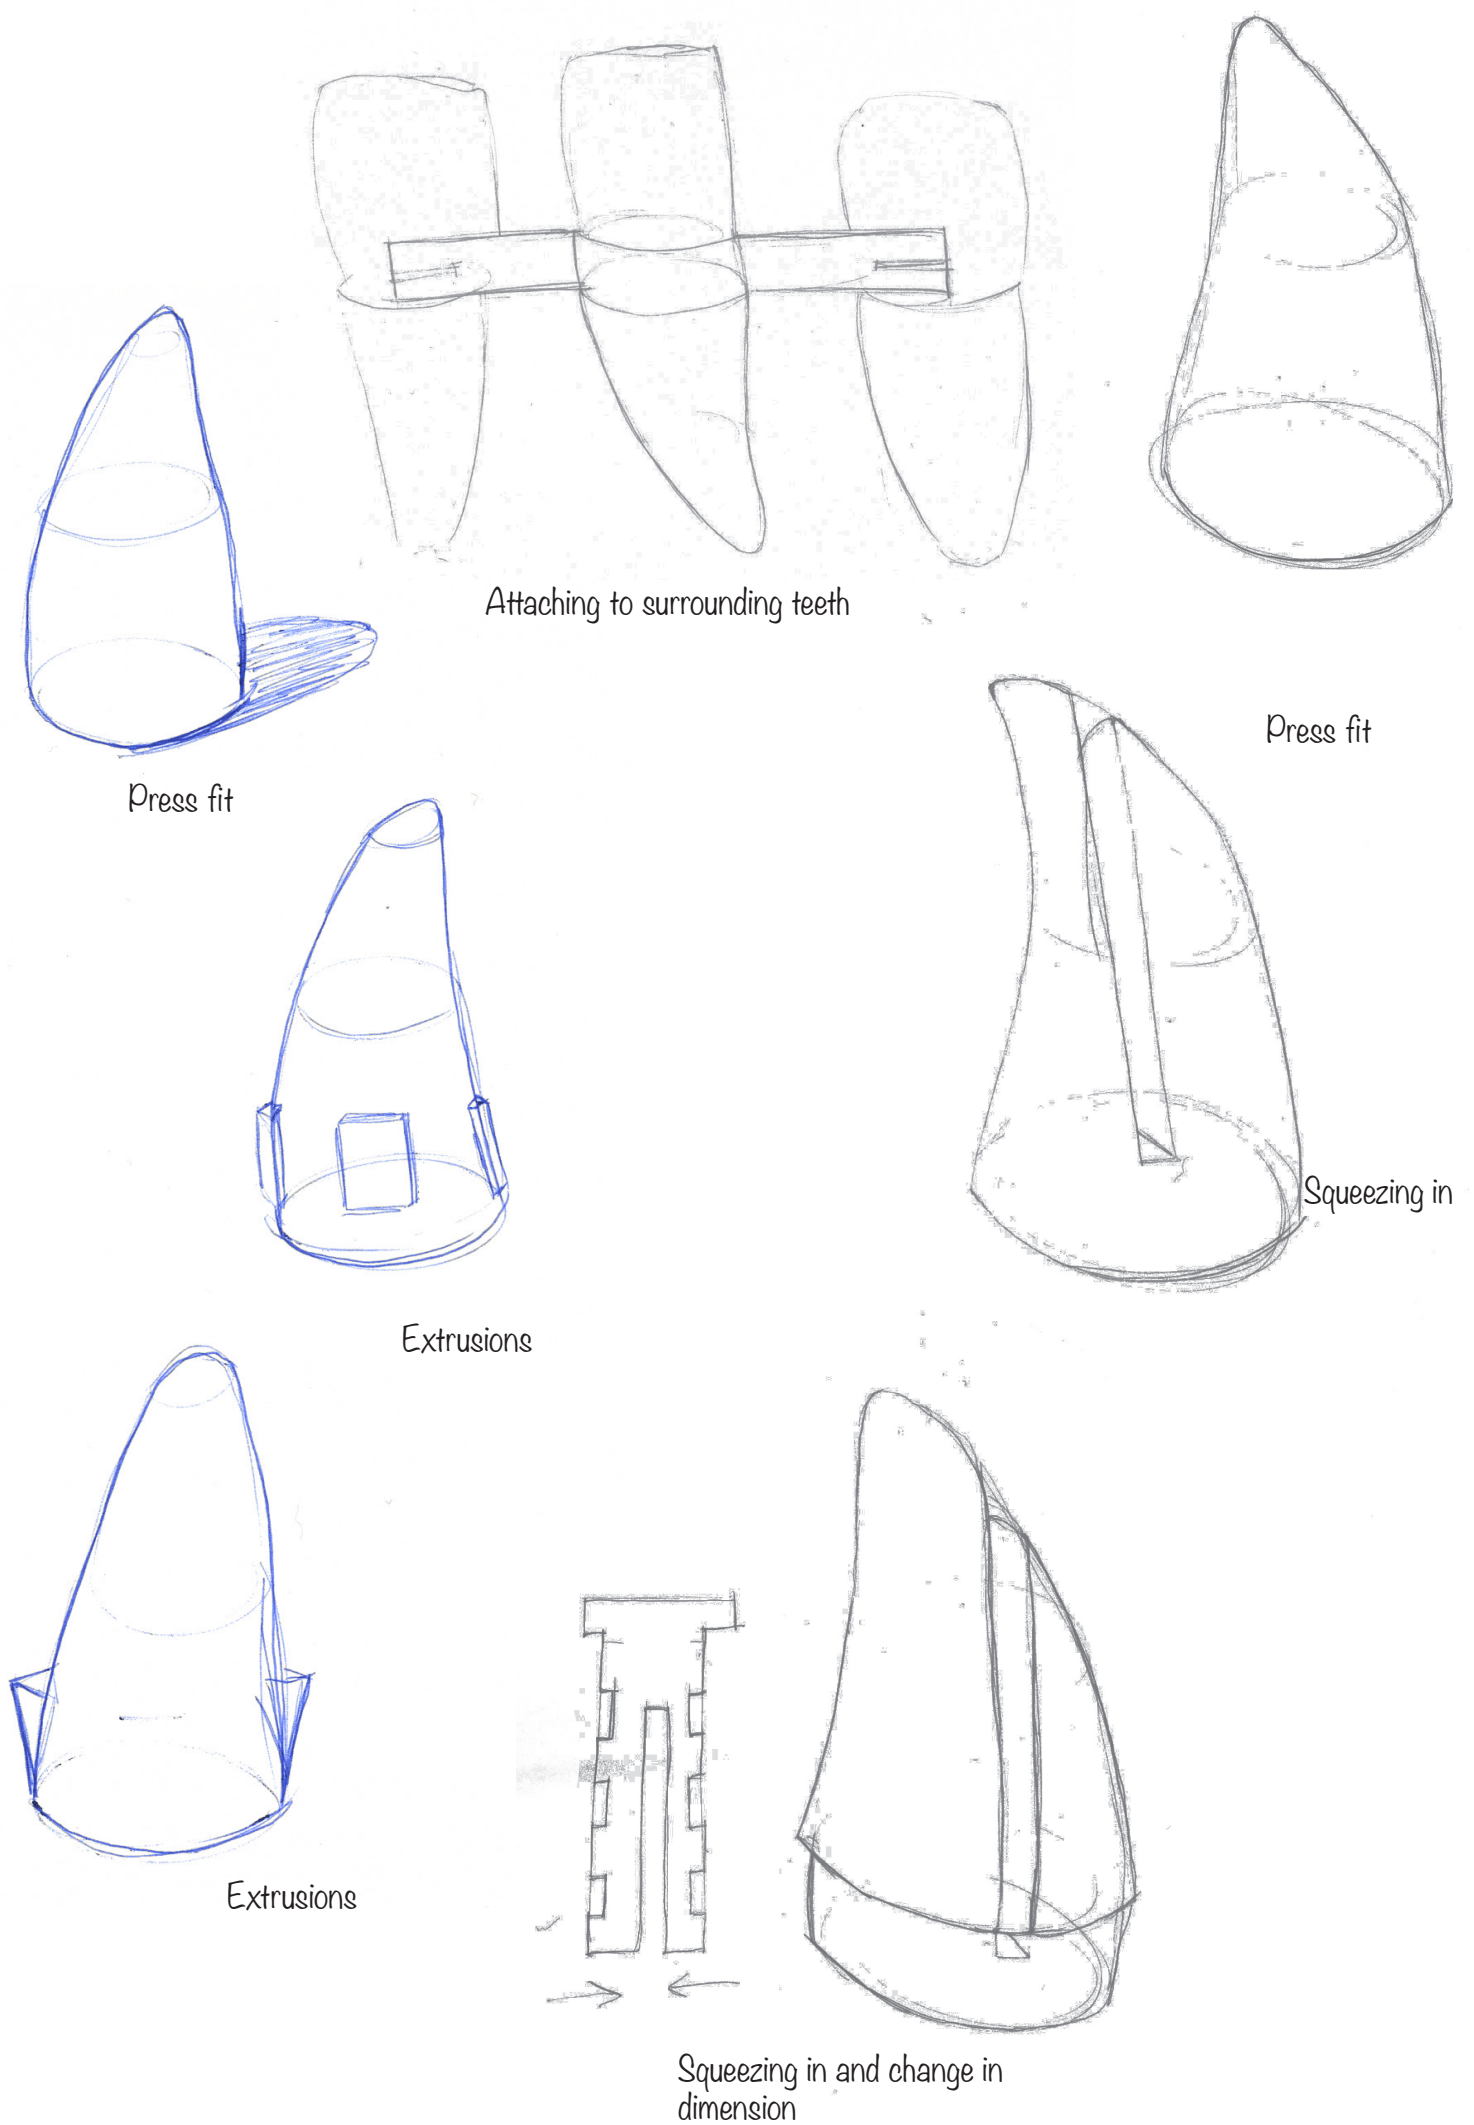 Attaching to surrounding teeth
Press fit
Press fit
Squeezing in
Extrusions
Extrusions
Squeezing in and change in
dimension